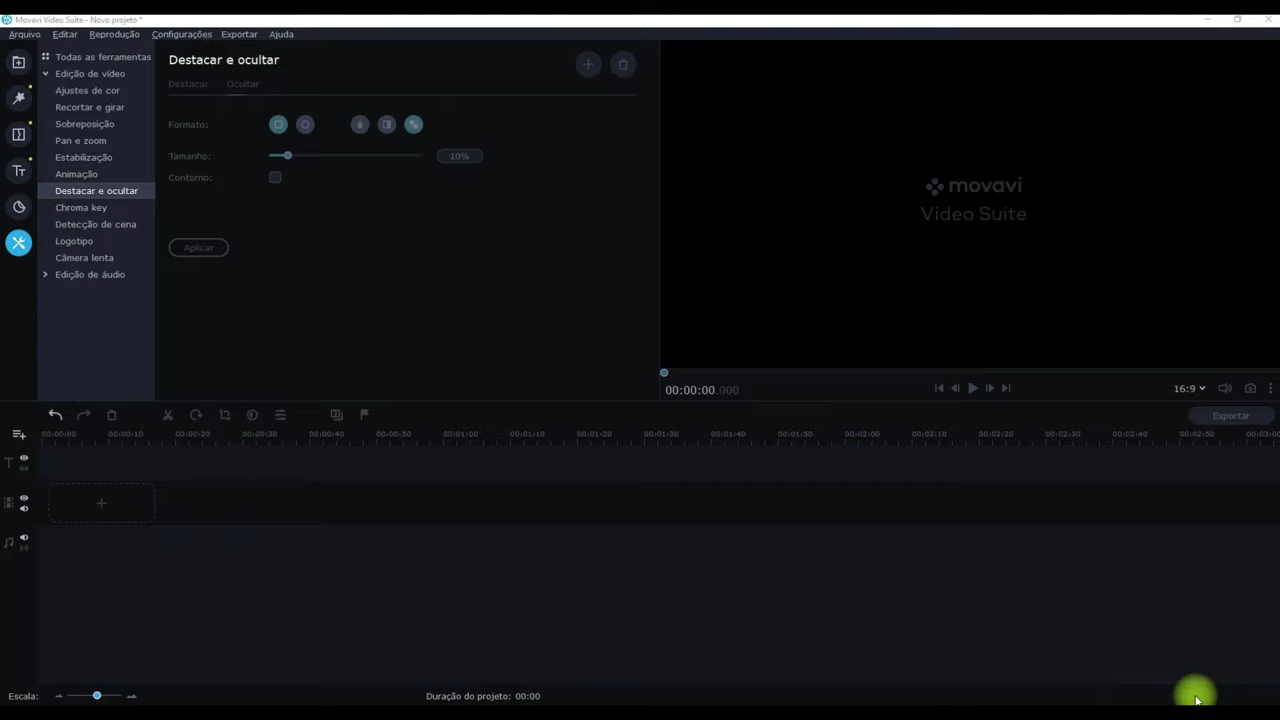 Movavi Video Suite - Novo projeto *
Arquivo Editar Reprodução Configurações Exportar Ajuda
Todas as ferramentas
Edição de vídeo
Ajustes de cor
Recortar e girar
Sobreposição
Pan e zoom
Estabilização
Animação
Destacar e ocultar
Chroma key
Detecção de cena
Logotipo
Câmera lenta
Edição de áudio
Destacar e ocultar
Destacar Ocultar
Formato:
Tamanho: 10%
Contorno:
Aplicar
movavi
Video Suite
00:00:00.000
16:9
Exportar
00:00:00 00:00:10 00:00:20 00:00:30 00:00:40 00:00:50 00:01:00 00:01:10 00:01:20 00:01:30 00:01:40 00:01:50 00:02:00 00:02:10 00:02:20 00:02:30 00:02:40 00:02:50 00:03:00
Escala:
Duração do projeto: 00:00